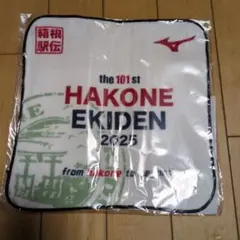 箱根
駅伝
the 101 st
HAKONE
EKIDEN
2025
from hakone to